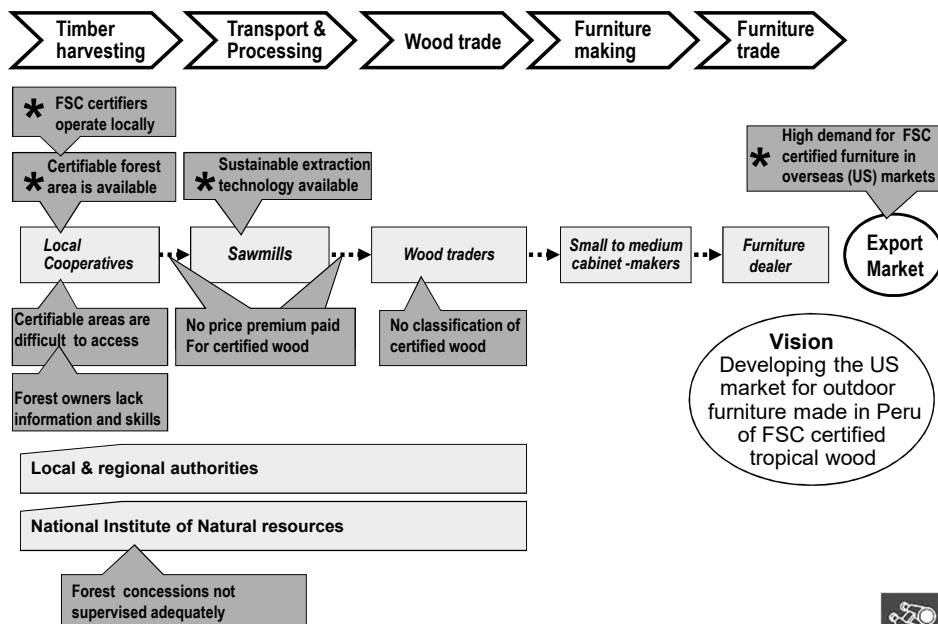 Timber
harvesting
Transport &
Processing
Wood trade
Furniture
making
Furniture
trade
* FSC certifiers
operate locally
* Certifiable forest
area is available
* Sustainable extraction
technology available
* High demand for FSC
certified furniture in
overseas (US) markets
Local
Cooperatives
Sawmills
Wood traders
Small to medium
cabinet -makers
Furniture
dealer
Export
Market
Certifiable areas are
difficult to access
No price premium paid
For certified wood
No classification of
certified wood
Forest owners lack
information and skills
Vision
Developing the US
market for outdoor
furniture made in Peru
of FSC certified
tropical wood
Local & regional authorities
National Institute of Natural resources
Forest concessions not
supervised adequately